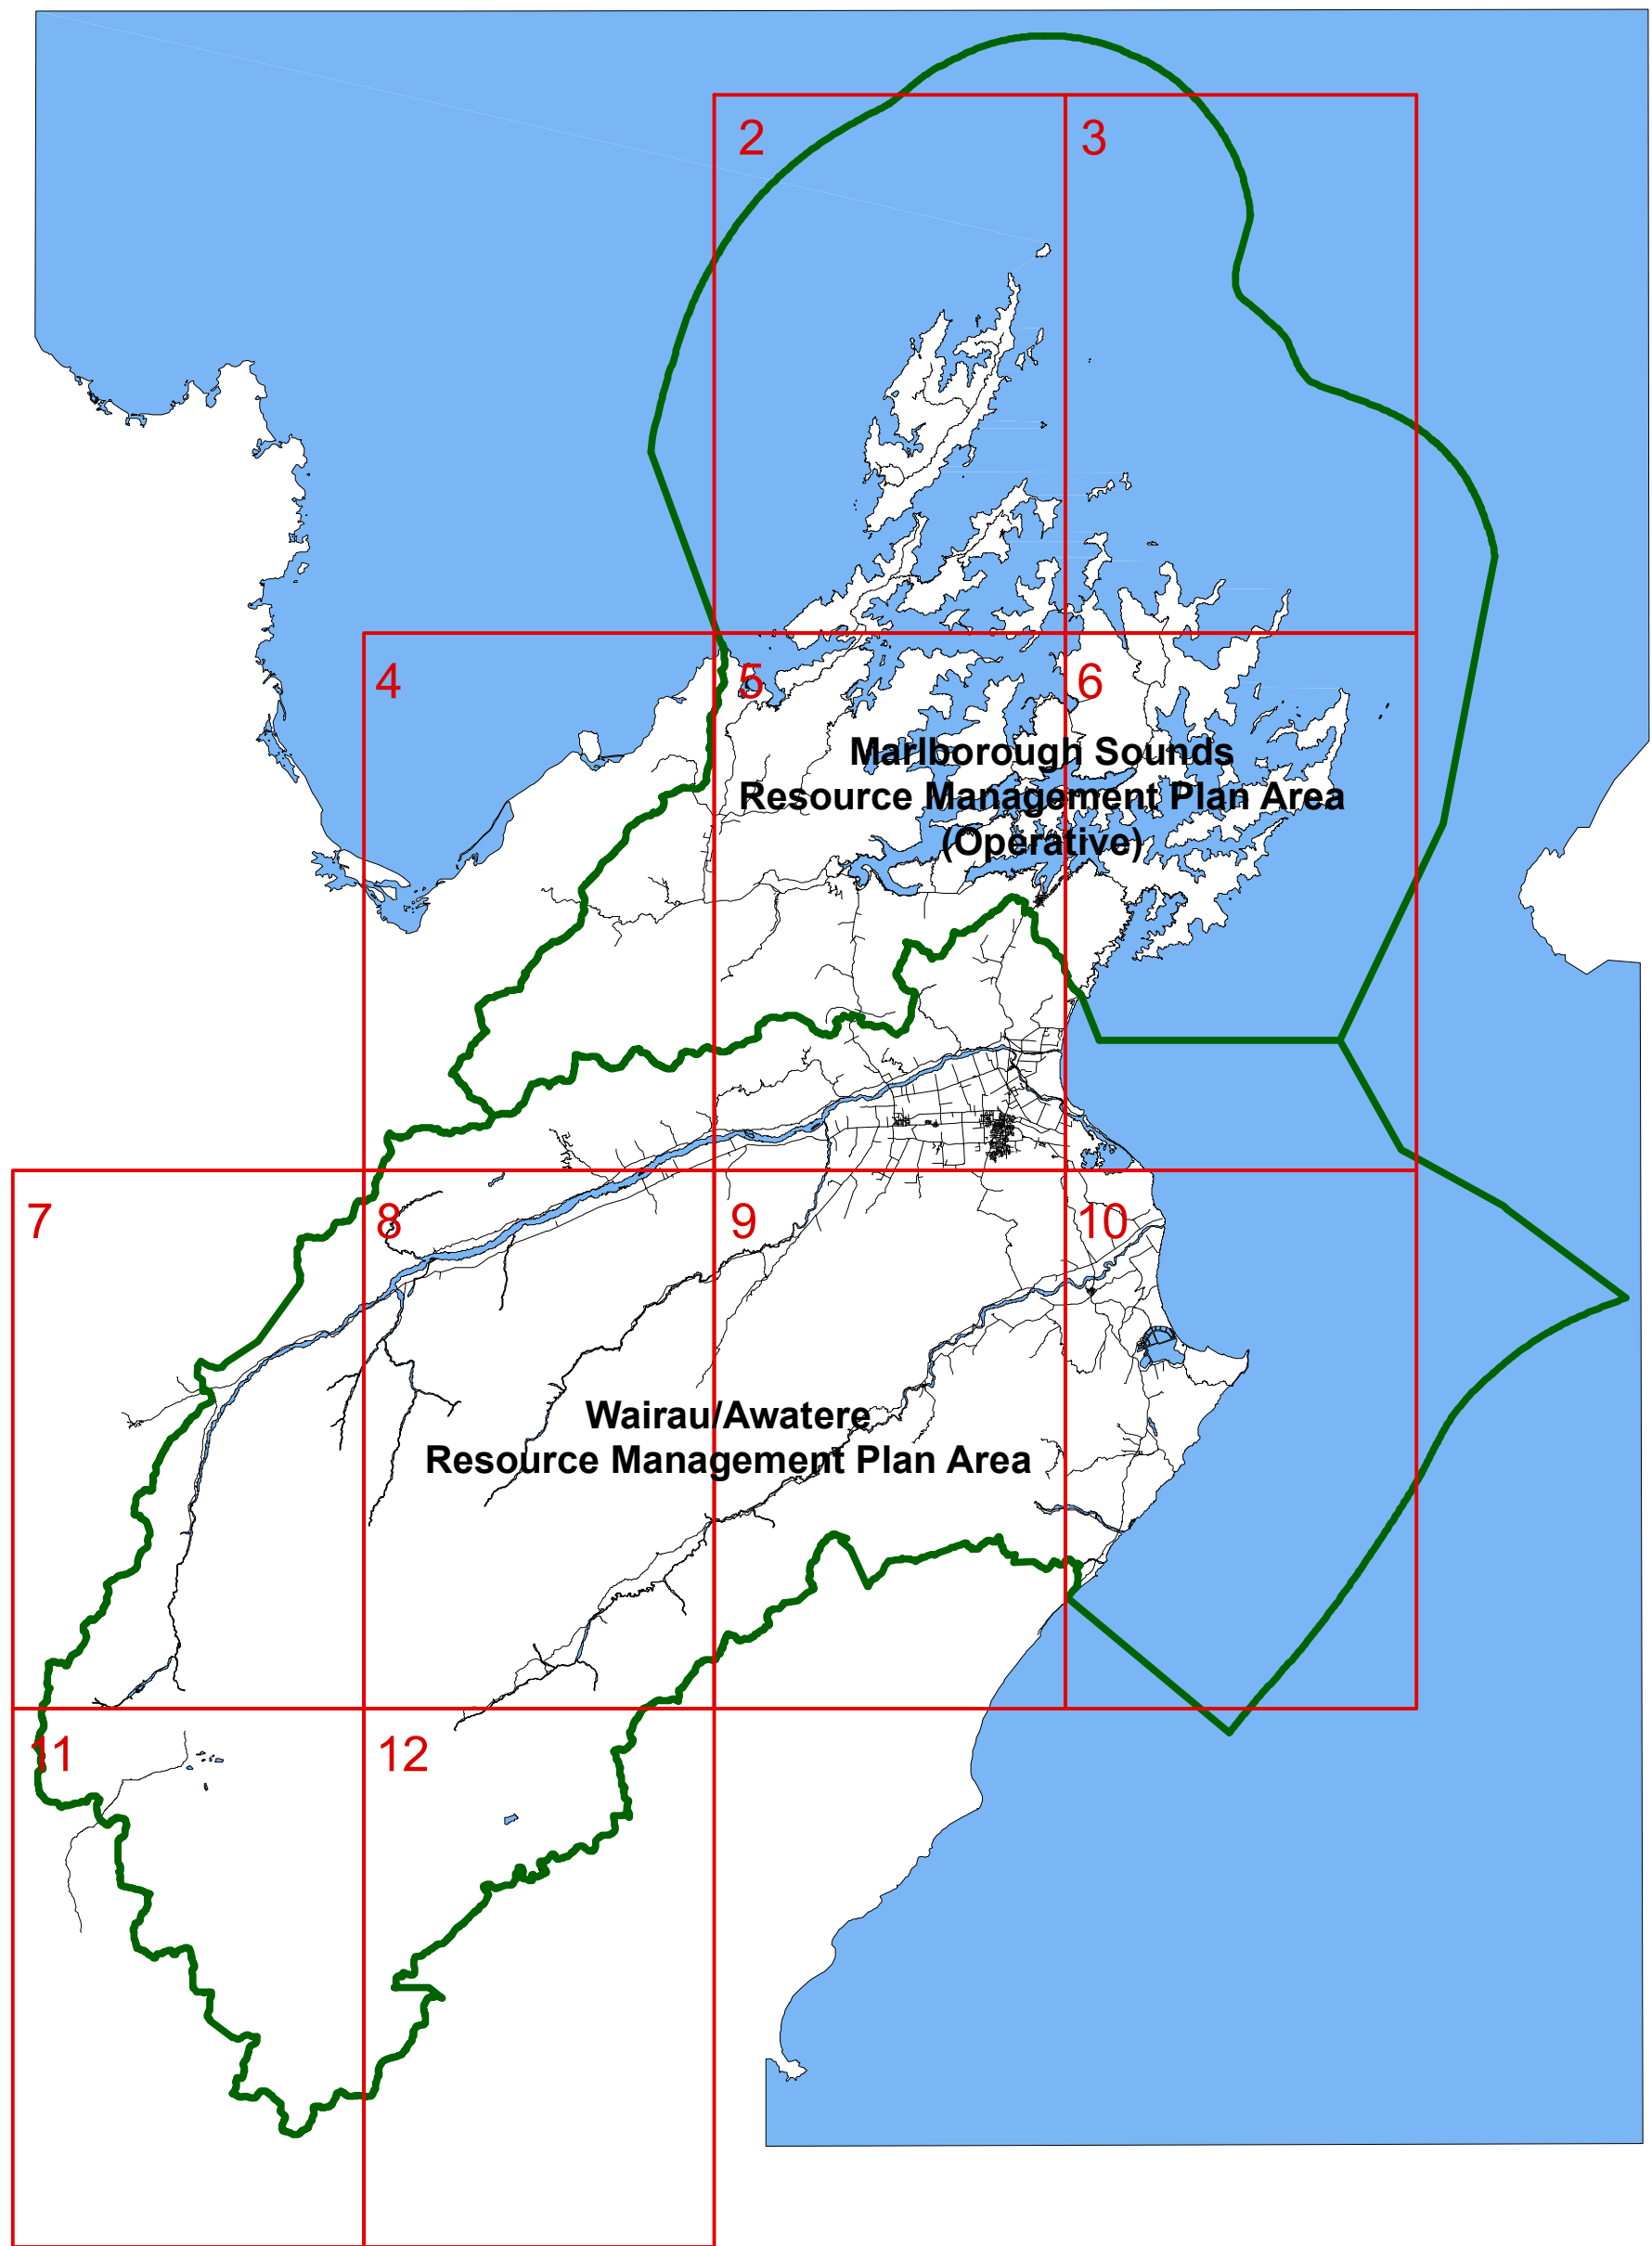 2
3
4
5
6
Marlborough Sounds
Resource Management Plan Area
(Operative)
7
8
9
10
Wairau/Awatere
Resource Management Plan Area
11
12